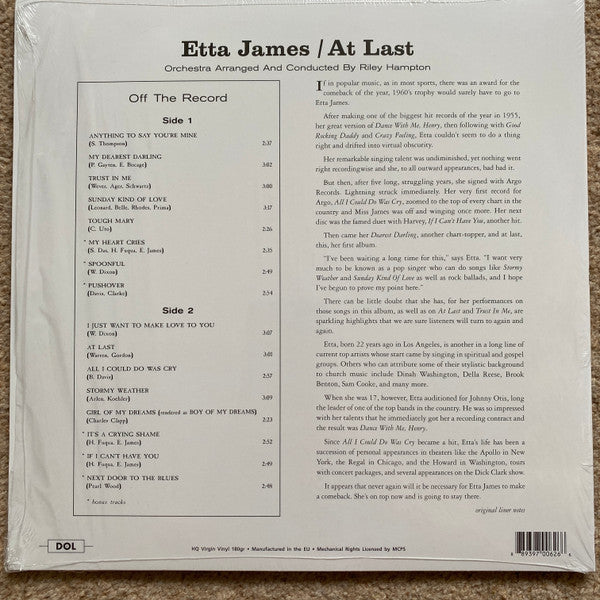 Etta James / At Last
Orchestra Arranged And Conducted By Riley Hampton
Off The Record
Side 1
ANYTHING TO SAY YOU'RE MINE
(S. Thompson) 2:37
MY DEAREST DARLING
(P. Gayten, E. Bocage) 3:02
TRUST IN ME
(Wever, Ager, Schwartz) 3:00
SUNDAY KIND OF LOVE
(Leonard, Belle, Rhodes, Prima) 3:17
TOUGH MARY
(C. Uto) 2:26
* MY HEART CRIES
(S. Das, H. Fuqua, E. James) 2:35
* SPOONFUL
(W. Dixon) 2:49
* PUSHOVER
(Davis, Clarke) 2:54
Side 2
I JUST WANT TO MAKE LOVE TO YOU
(W. Dixon) 3:07
AT LAST
(Warren, Gordon) 3:01
ALL I COULD DO WAS CRY
(B. Davis) 2:57
STORMY WEATHER
(Arlen, Koehler) 3:09
GIRL OF MY DREAMS (rendered as BOY OF MY DREAMS)
(Charler Clapp) 2:23
* IT'S A CRYING SHAME
(H. Fuqua, E. James) 2:52
* IF I CAN'T HAVE YOU
(H. Fuqua, E. James) 2:49
* NEXT DOOR TO THE BLUES
(Pearl Wood) 2:48
* bonus tracks
If in popular music, as in most sports, there was an award for the
comeback of the year, 1960's trophy would surely have to go to
Etta James.
After making one of the biggest hit records of the year in 1955,
her great version of Dance With Me, Henry, then following with Good
Rocking Daddy and Crazy Feeling, Etta couldn't seem to do a thing
right and drifted into virtual obscurity.
Her remarkable singing talent was undiminished, yet nothing went
right recordingwise and she, to all outward appearances, bad had it.
But then, after five long, struggling years, she signed with Argo
Records. Lightning struck immediately. Her very first record for
Argo, All I Could Do Was Cry, zoomed to the top of every chart in the
country and Miss James was off and winging once more. Her next
disc was the famed duet with Harvey, If I Can't Have You, another hit.
Then came her Dearest Darling, another chart-topper, and at last,
this, her first album.
"I've been waiting a long time for this," says Etta. "I want very
much to be known as a pop singer who can do songs like Stormy
Weather and Sunday Kind Of Love as well as rock ballads, and I hope
I've begun to prove my point here."
There can be little doubt that she has, for her performances on
those songs in this album, as well as on At Last and Trust In Me, are
sparkling highlights that we are sure listeners will earn to again and
again.
Etta, born 22 years ago in Los Angeles, is another in a long line of
current top artists whose start came by singing in spiritual and gospel
groups. Others who can attribute some of their stylistic background
to church music include Dinah Washington, Della Reese, Brook
Benton, Sam Cooke, and many more.
When she was 17, however, Etta auditioned for Johnny Otis, long
the leader of one of the top bands in the country. He was so impressed
with her talents that he immediately got her a recording contract and
the result was Dance With Me, Henry.
Since All I Could Do Was Cry became a hit, Etta's life has been a
succession of personal appearances in theaters like the Apollo in New
York, the Regal in Chicago, and the Howard in Washington, tours
with concert packages, and several appearances on the Dick Clark show.
It appears that never again will it be necessary for Etta James to make
a comeback. She's on top now and is going to stay there.
original liner notes
DOL
HQ Virgin Vinyl 180gr • Manufactured in the EU • Mechanical Rights Licensed by MCPS
89397 00626